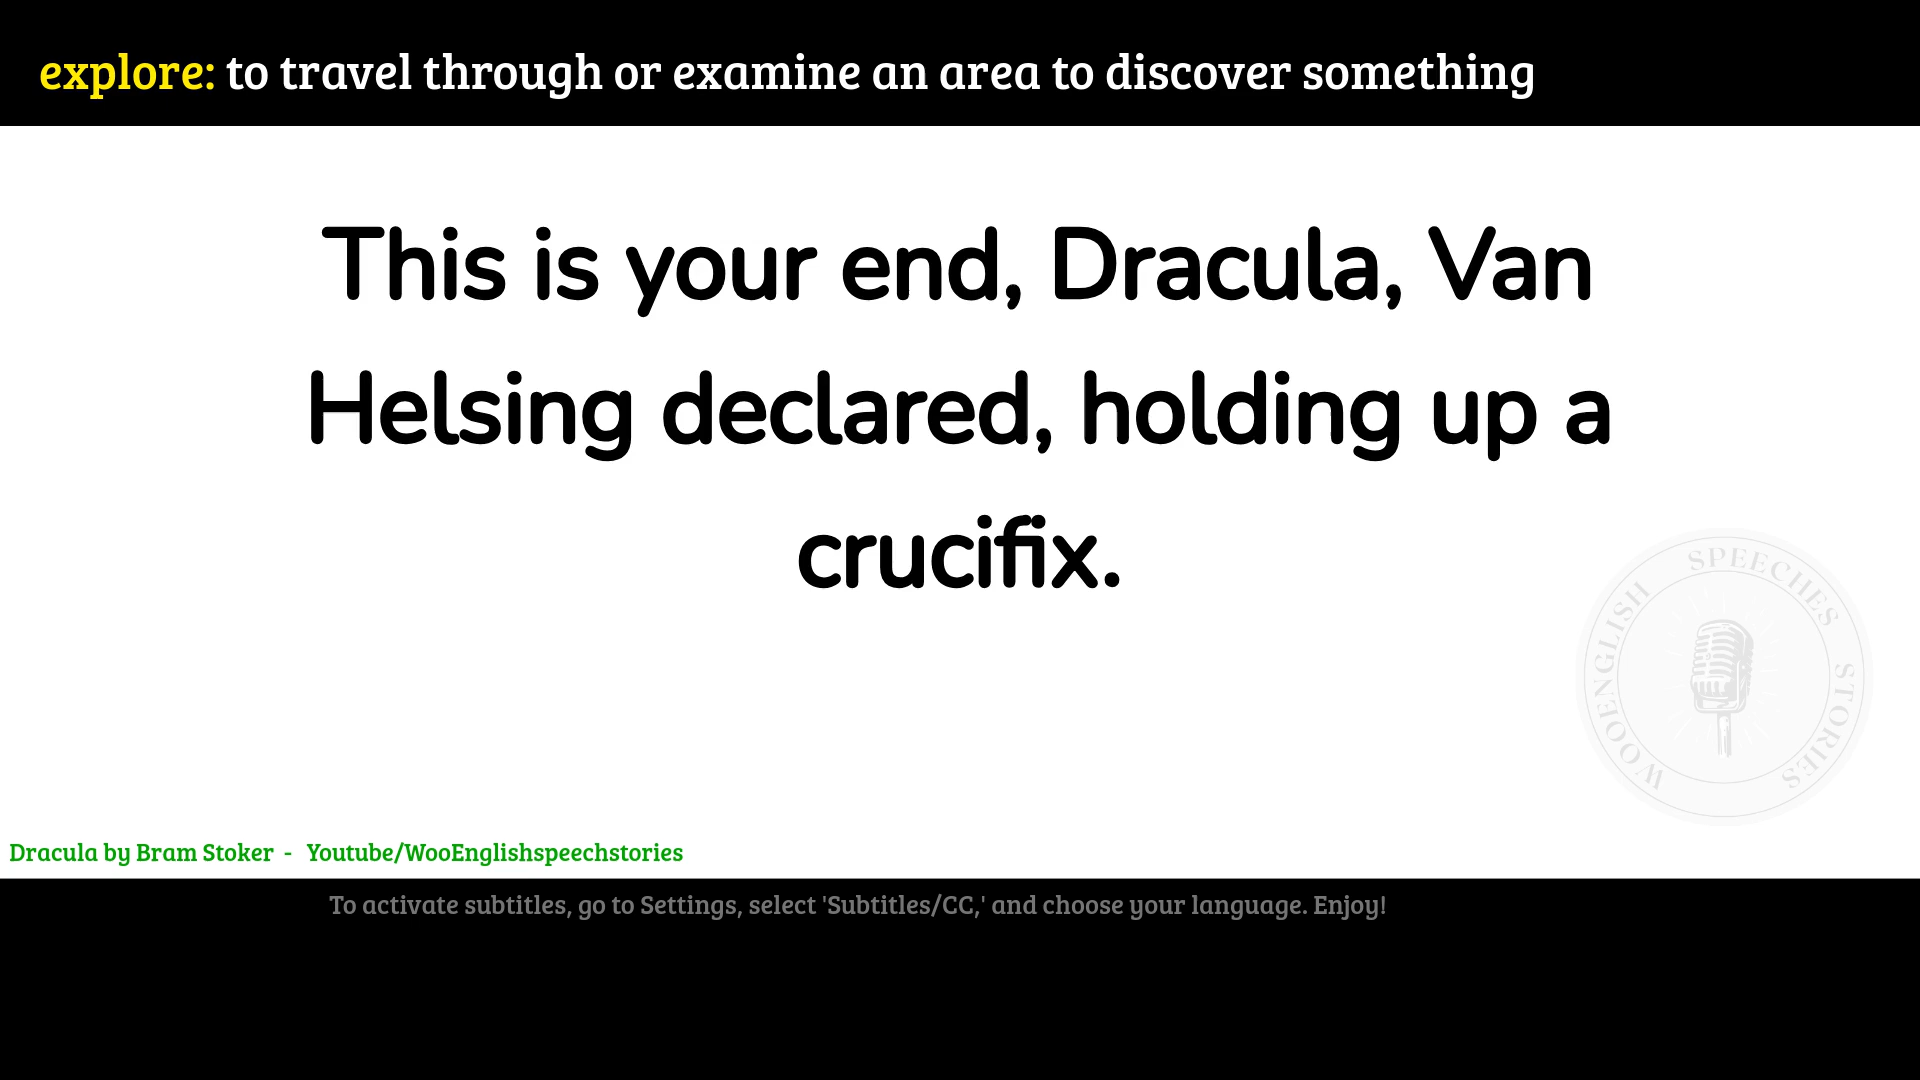 explore: to travel through or examine an area to discover something
This is your end, Dracula, Van
Helsing declared, holding up a
crucifix.
WOOENGLISH SPEECHES STORIES
Dracula by Bram Stoker - Youtube/WooEnglishspeechstories
To activate subtitles, go to Settings, select 'Subtitles/CC,' and choose your language. Enjoy!